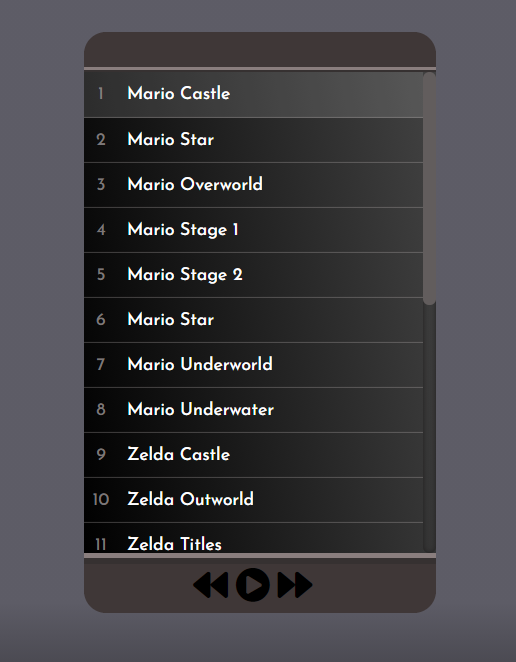 1 Mario Castle
2 Mario Star
3 Mario Overworld
4 Mario Stage 1
5 Mario Stage 2
6 Mario Star
7 Mario Underworld
8 Mario Underwater
9 Zelda Castle
10 Zelda Outworld
11 Zelda Titles